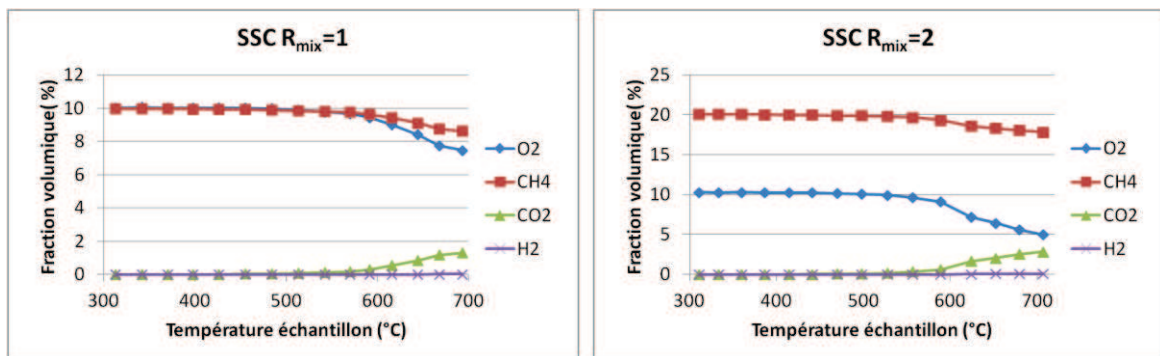 SSC Rmix=1
Fraction volumique( %)
12
10
8
6
4
2
0
300 400 500 600 700
Température échantillon (°C)
O2
CH4
CO2
H2
SSC Rmix=2
Fraction volumique( %)
25
20
15
10
5
0
300 400 500 600 700
Température échantillon (°C)
O2
CH4
CO2
H2